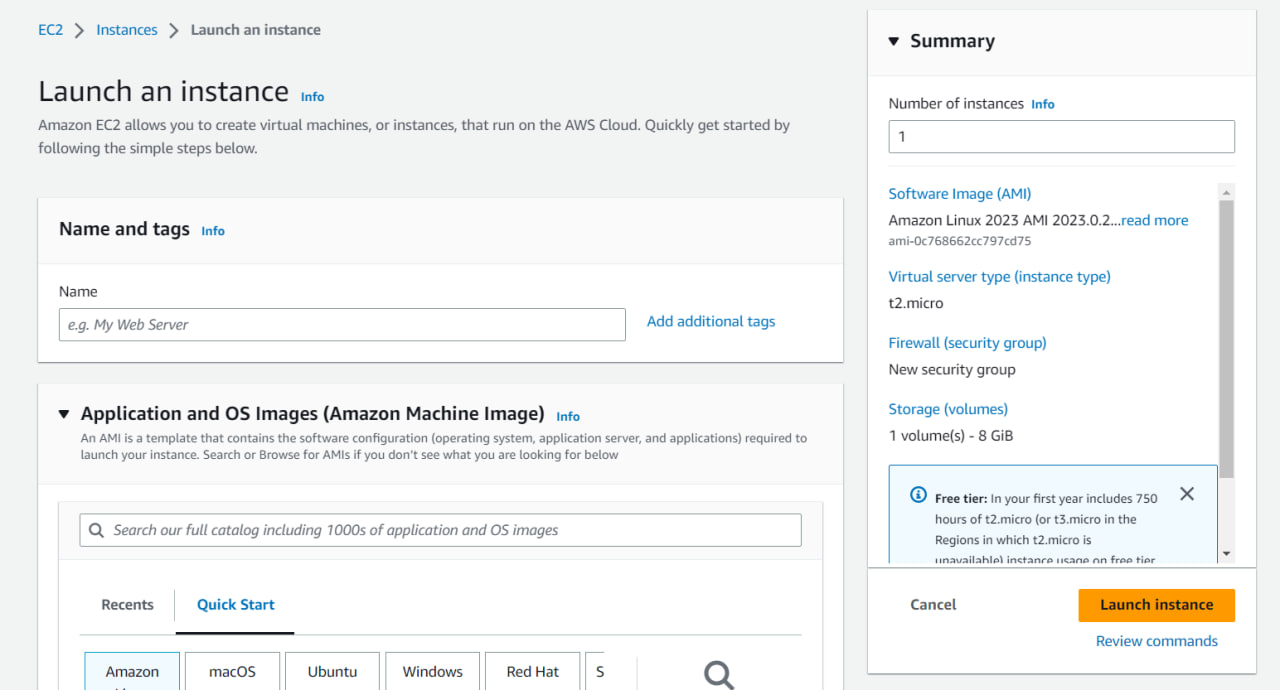 EC2 > Instances > Launch an instance
Launch an instance Info
Amazon EC2 allows you to create virtual machines, or instances, that run on the AWS Cloud. Quickly get started by
following the simple steps below.
Name and tags Info
Name
e.g. My Web Server
Add additional tags
Application and OS Images (Amazon Machine Image) Info
An AMI is a template that contains the software configuration (operating system, application server, and applications) required to
launch your instance. Search or Browse for AMIs if you don't see what you are looking for below
Search our full catalog including 1000s of application and OS images
Recents
Quick Start
Amazon
macOS
Ubuntu
Windows
Red Hat
S
Summary
Number of instances Info
1
Software Image (AMI)
Amazon Linux 2023 AMI 2023.0.2...read more
ami-0c768662cc797cd75
Virtual server type (instance type)
t2.micro
Firewall (security group)
New security group
Storage (volumes)
1 volume(s) - 8 GiB
Free tier: In your first year includes 750
hours of t2.micro (or t3.micro in the
Regions in which t2.micro is
unavailable) instance usage on free tier
Cancel
Launch instance
Review commands